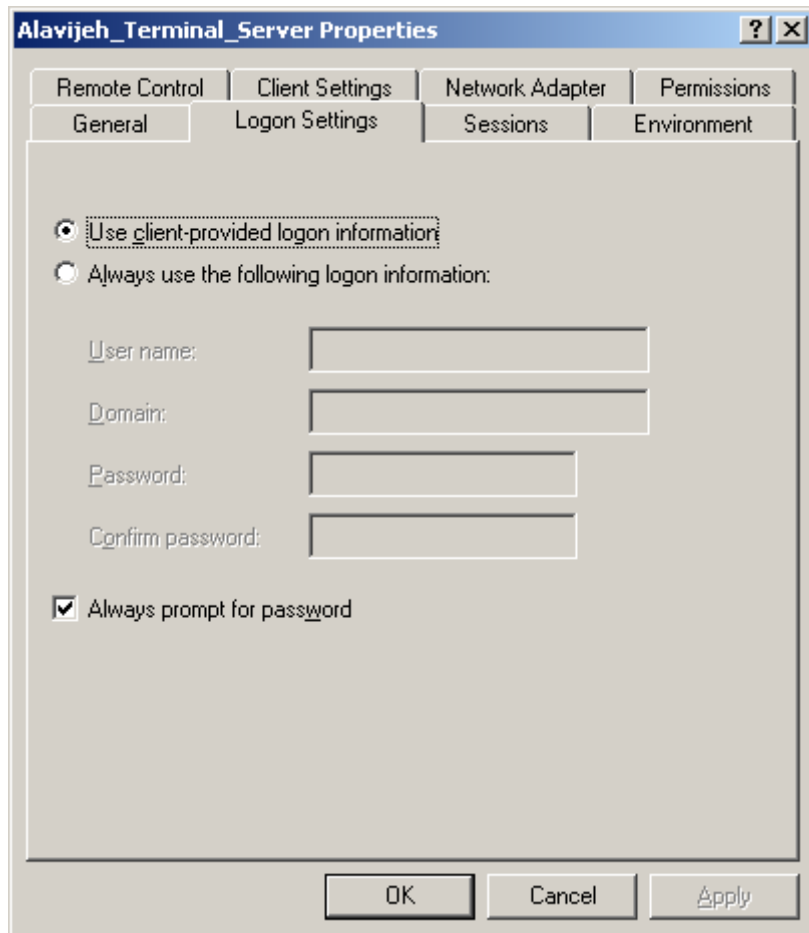 Alavijeh_Terminal_Server Properties
Remote Control Client Settings Network Adapter Permissions
General Logon Settings Sessions Environment
Use client-provided logon information
Always use the following logon information:
User name:
Domain:
Password:
Confirm password:
Always prompt for password
OK Cancel Apply